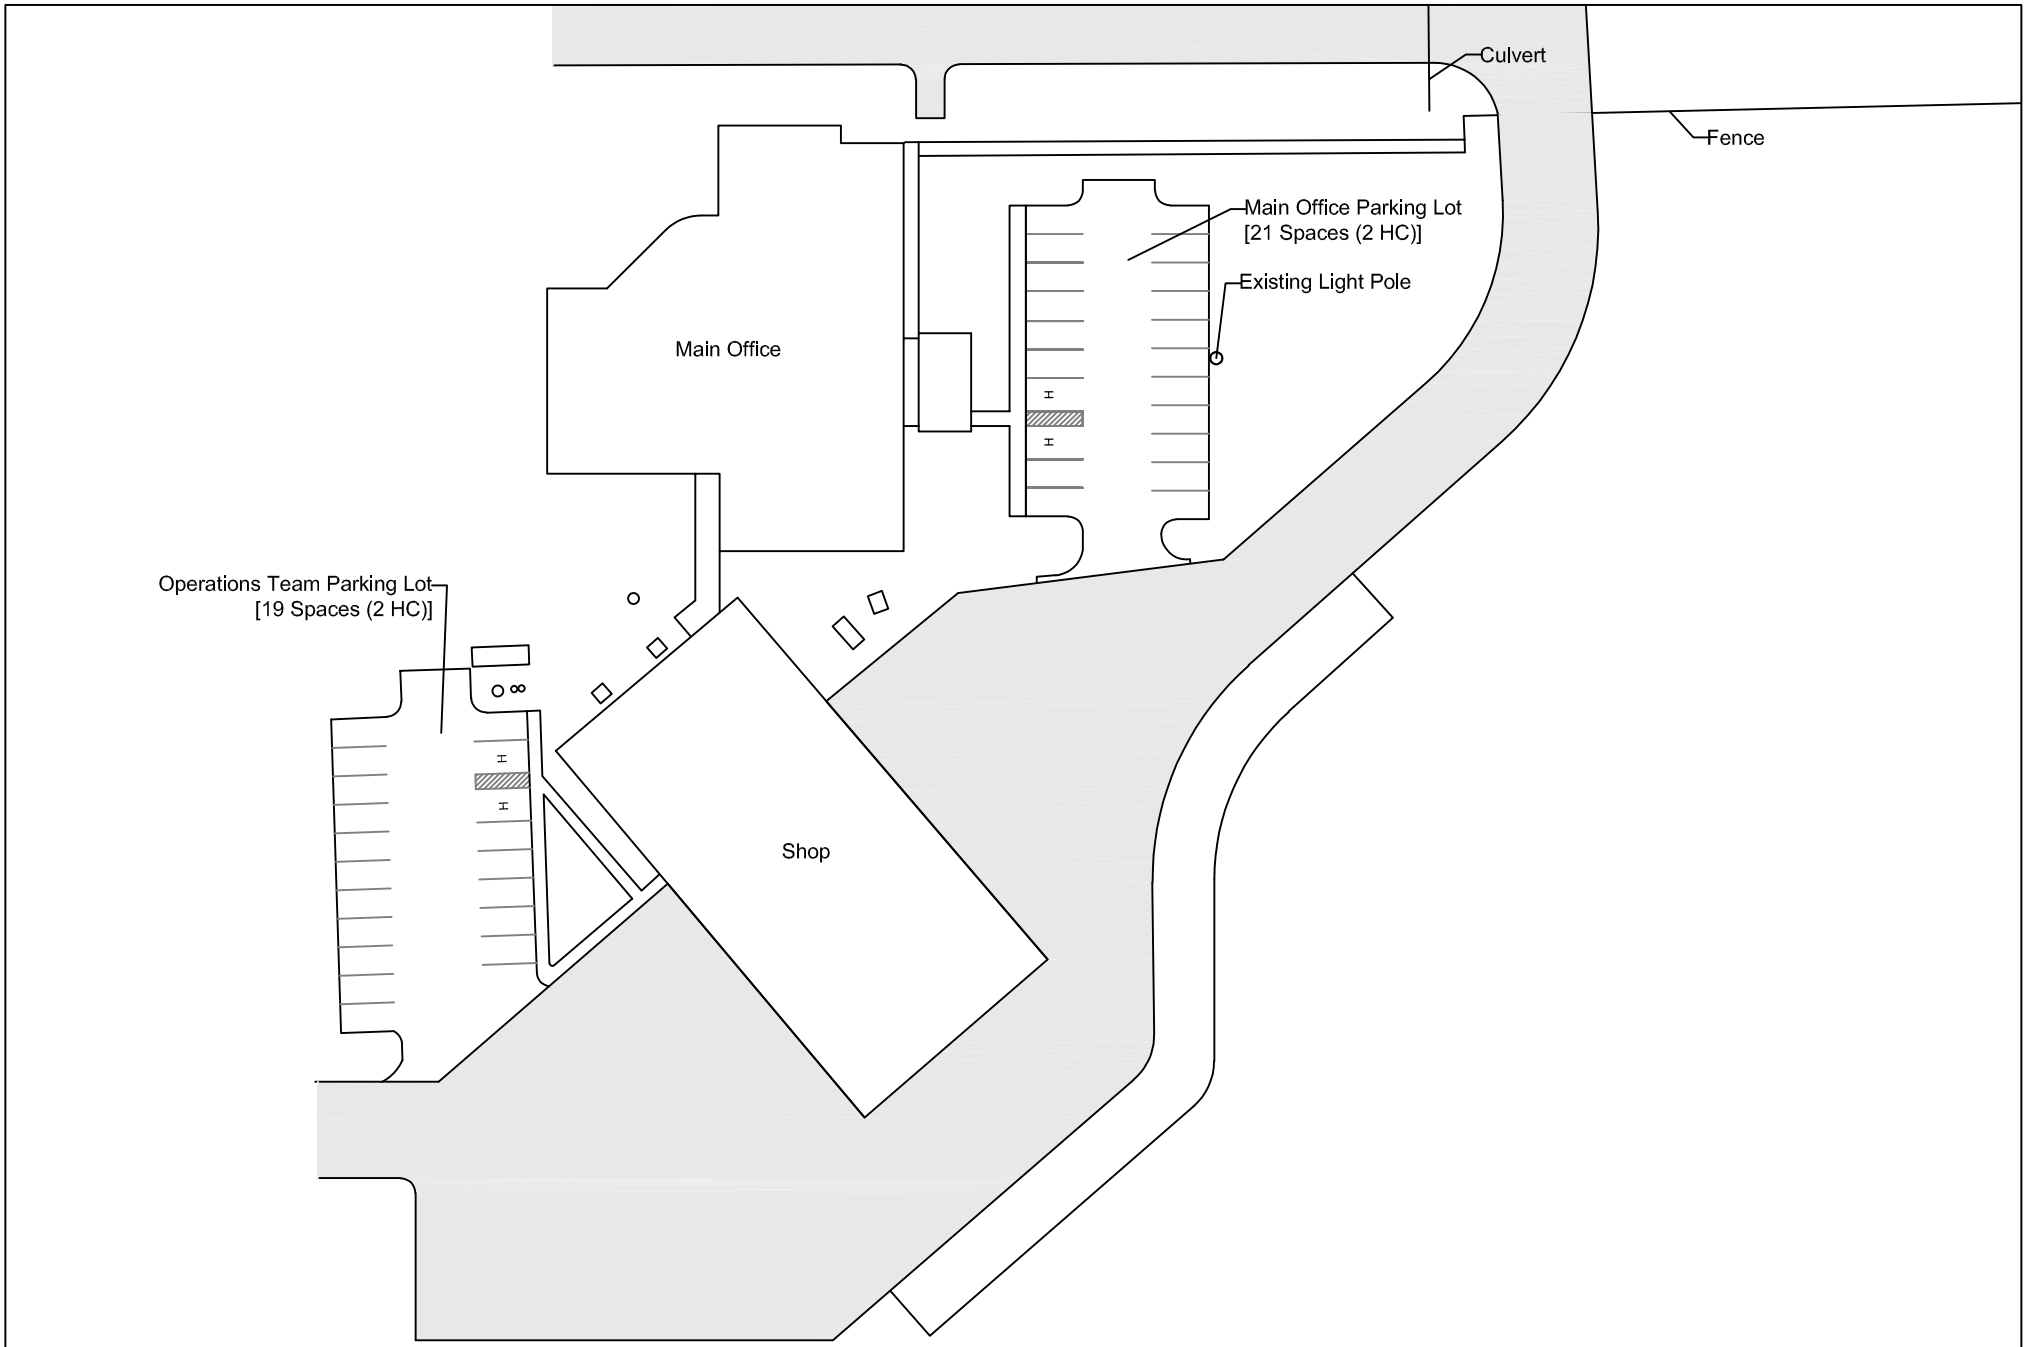 Culvert
Fence
Main Office Parking Lot
[21 Spaces (2 HC)]
Existing Light Pole
Main Office
H
H
Operations Team Parking Lot
[19 Spaces (2 HC)]
H
H
Shop